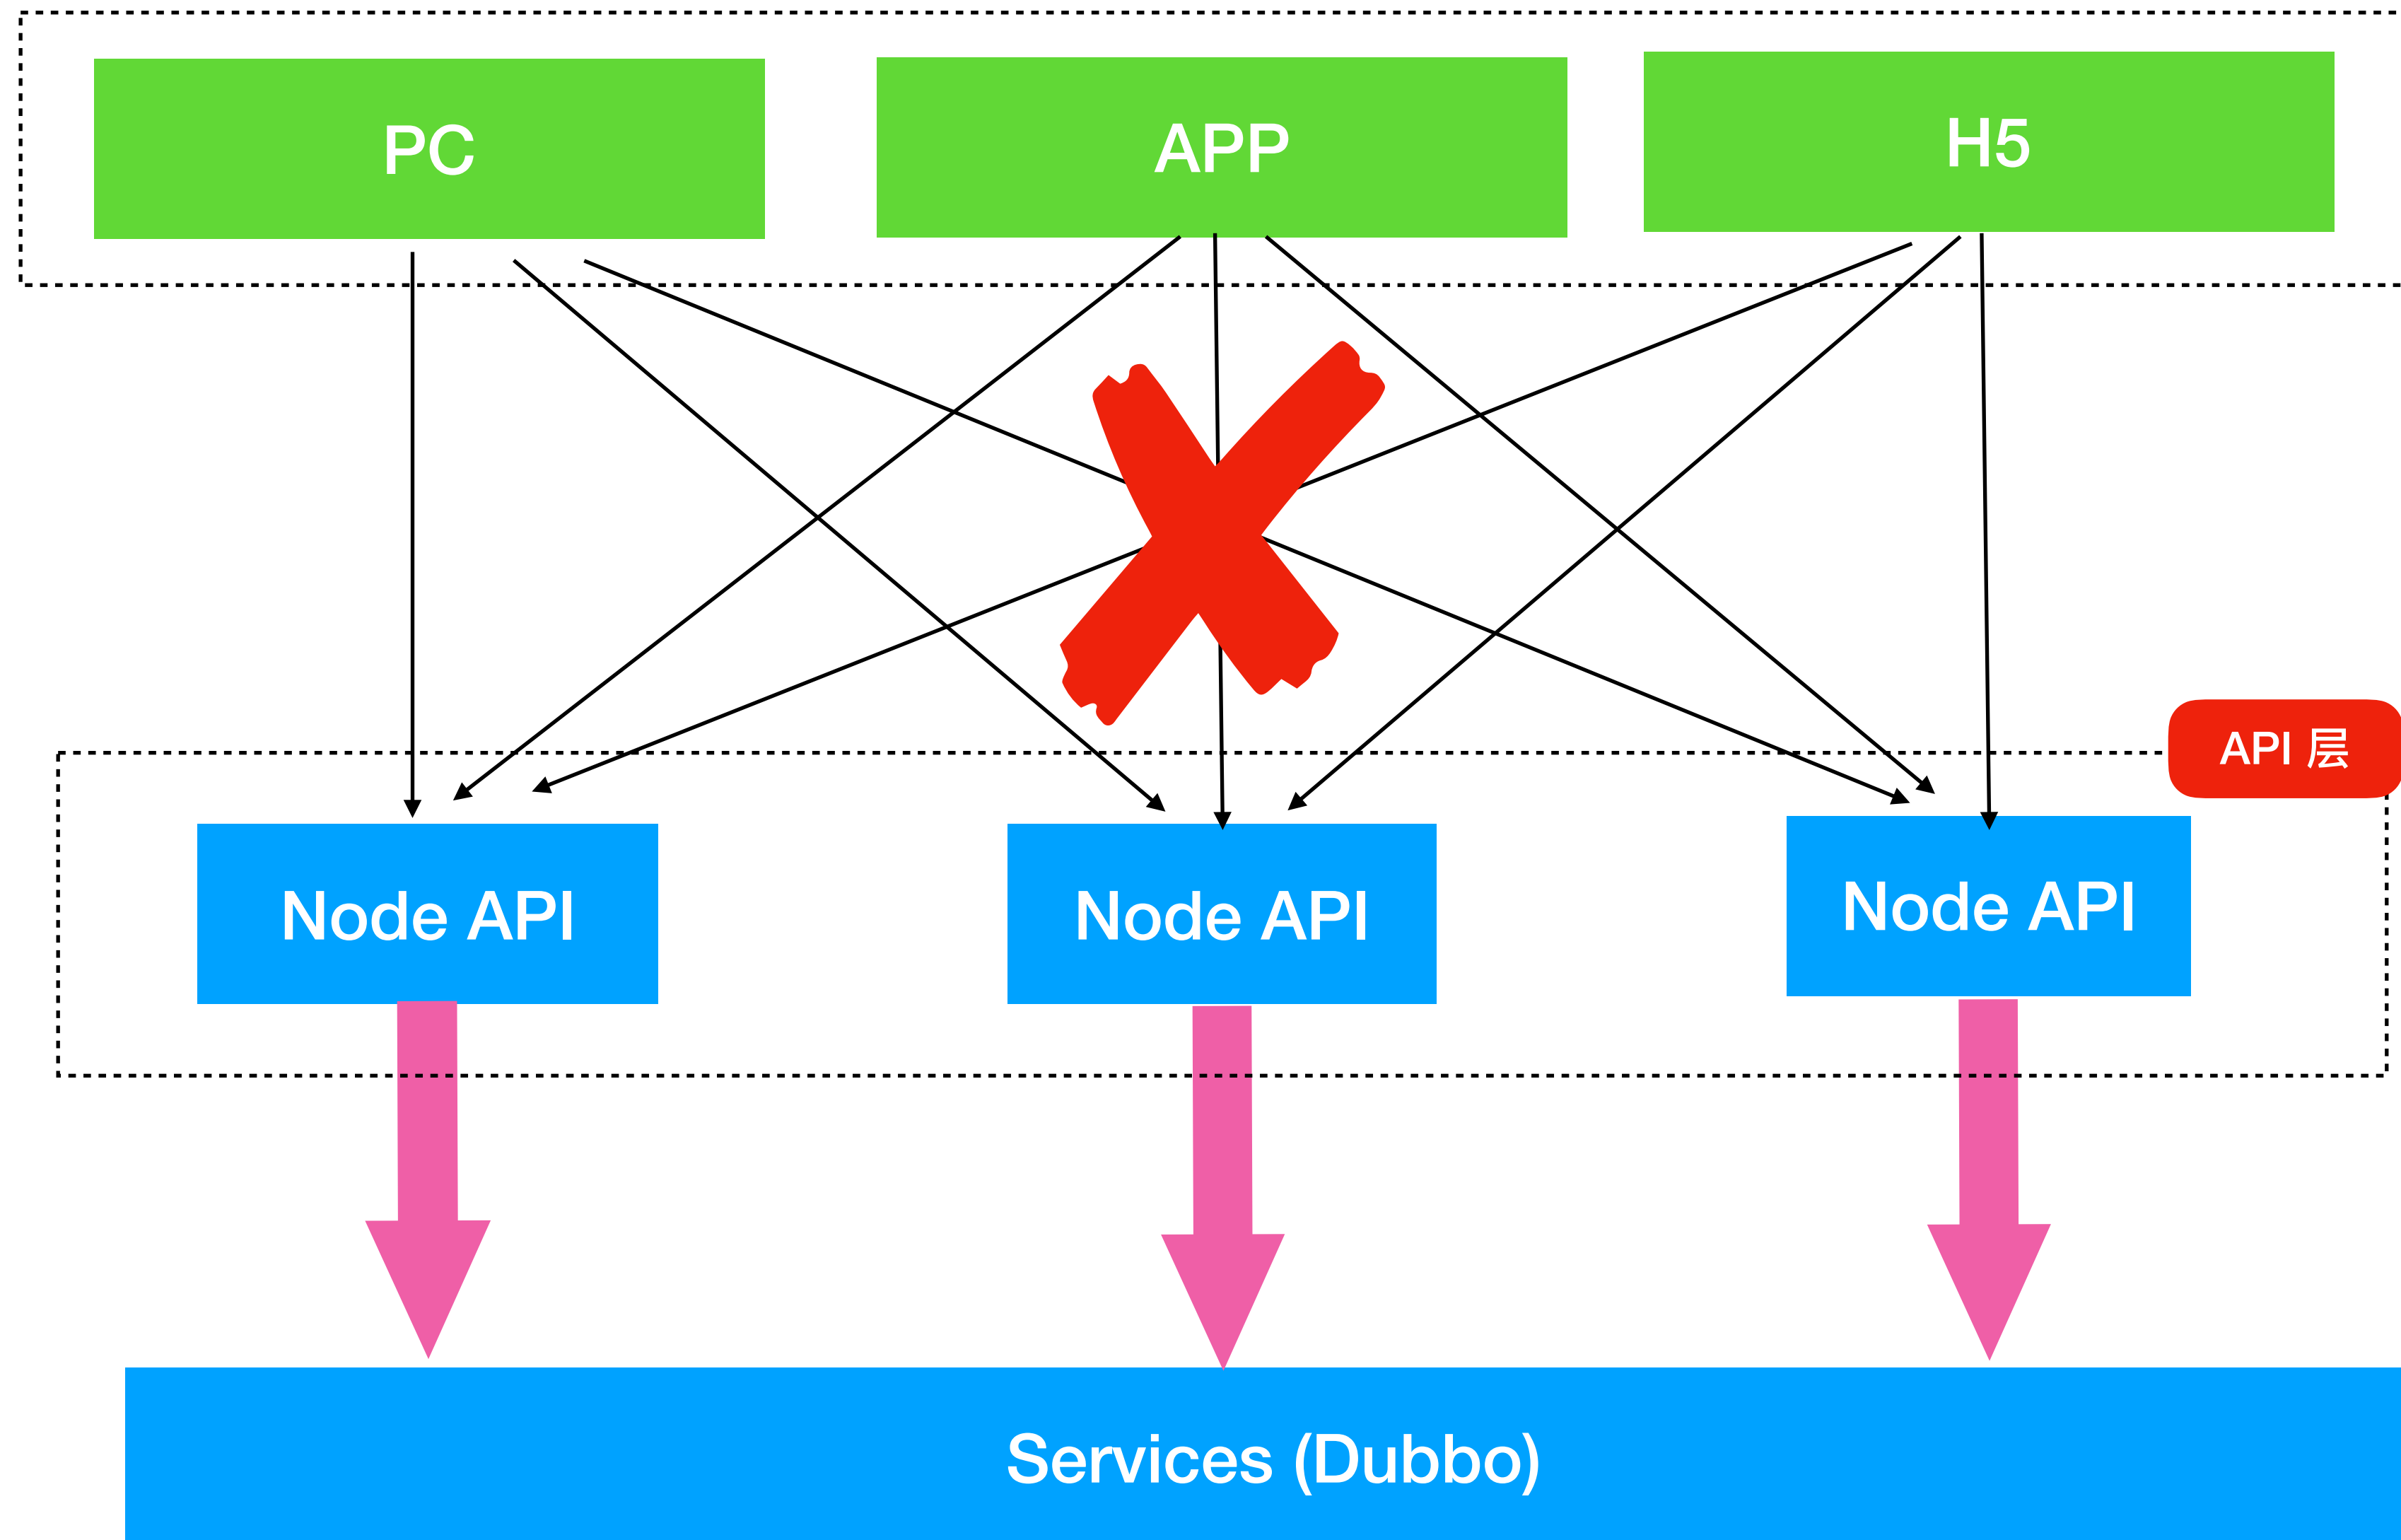 PC
APP
H5
API 层
Node API
Node API
Node API
Services (Dubbo)